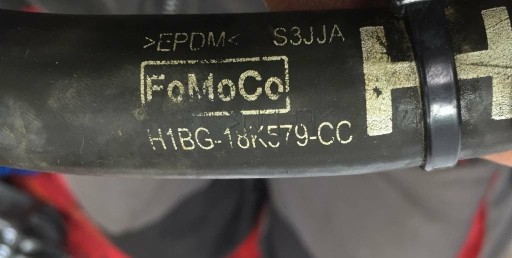 >EPDM< S3JJA
FoMoCo
H1BG-18K579-CC
H H